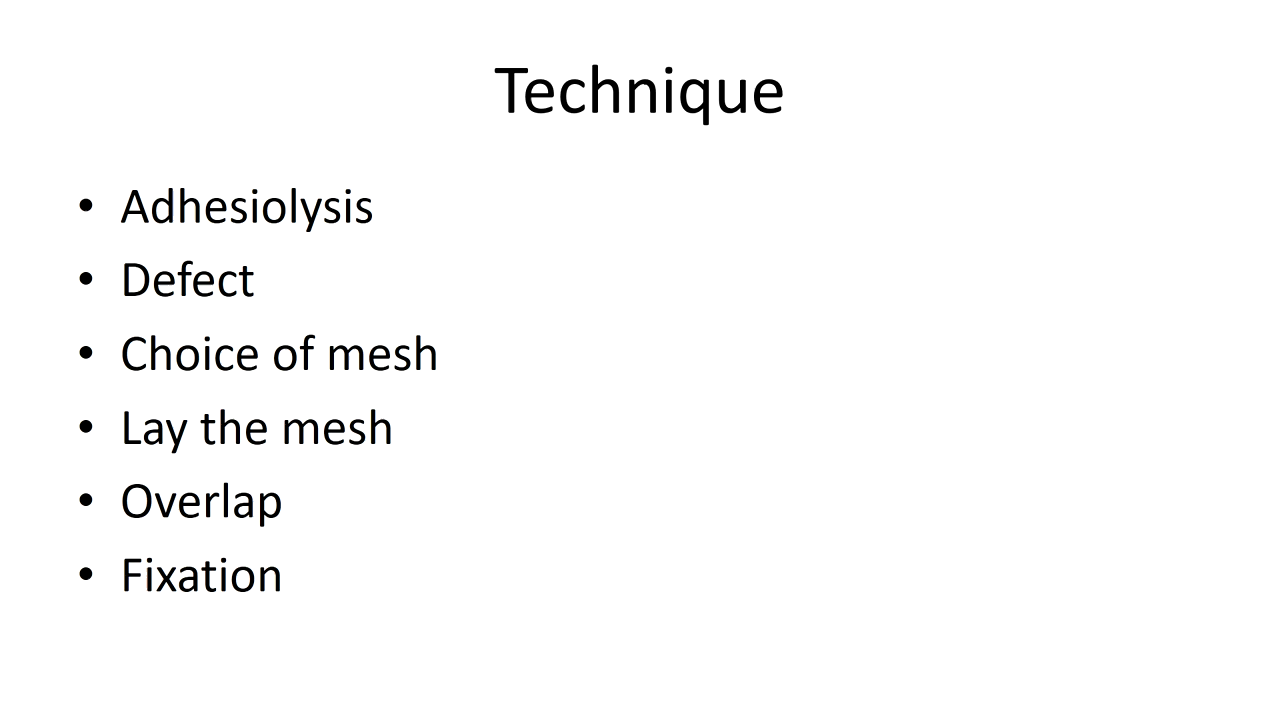 Technique
• Adhesiolysis
• Defect
• Choice of mesh
• Lay the mesh
• Overlap
• Fixation